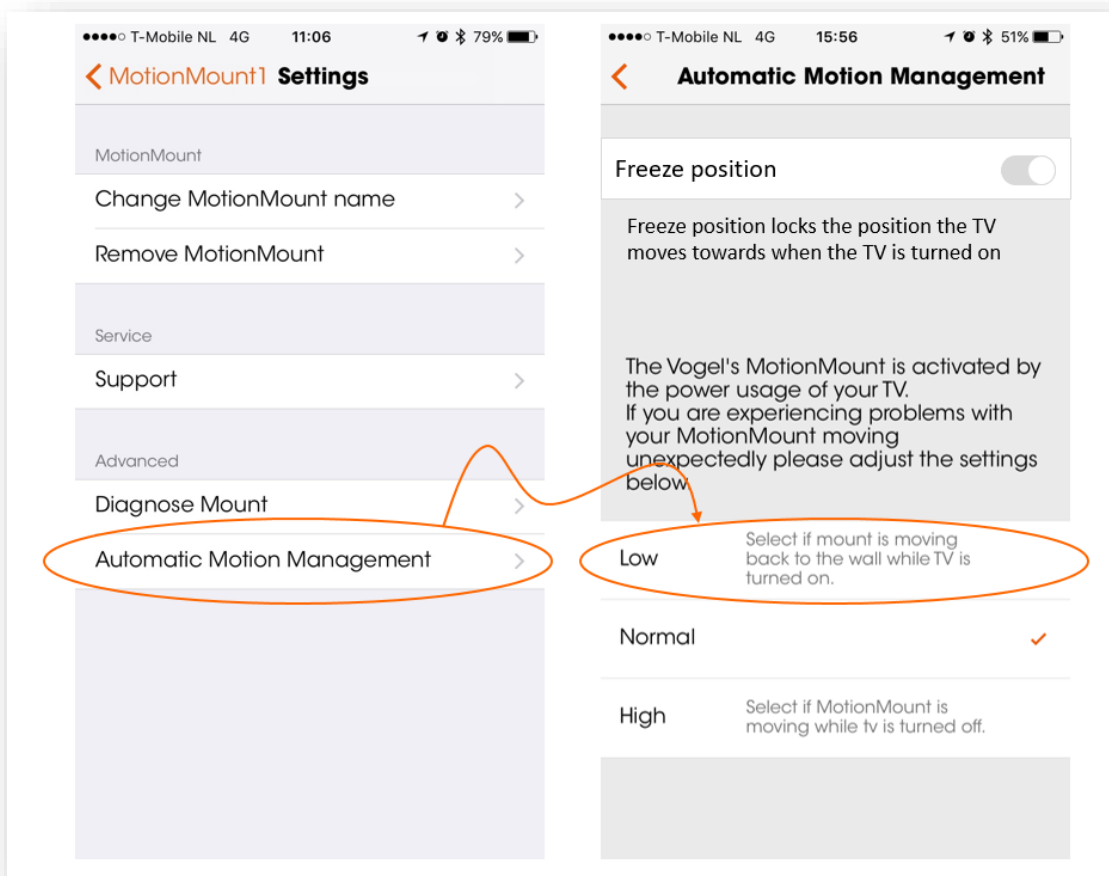 T-Mobile NL 4G 11:06 79%
MotionMount1 Settings
MotionMount
Change MotionMount name
Remove MotionMount
Service
Support
Advanced
Diagnose Mount
Automatic Motion Management
T-Mobile NL 4G 15:56 51%
Automatic Motion Management
Freeze position
Freeze position locks the position the TV
moves towards when the TV is turned on
The Vogel's MotionMount is activated by
the power usage of your TV.
If you are experiencing problems with
your MotionMount moving
unexpectedly please adjust the settings
below.
Low
Select if mount is moving
back to the wall while TV is
turned on.
Normal
High
Select if MotionMount is
moving while tv is turned off.